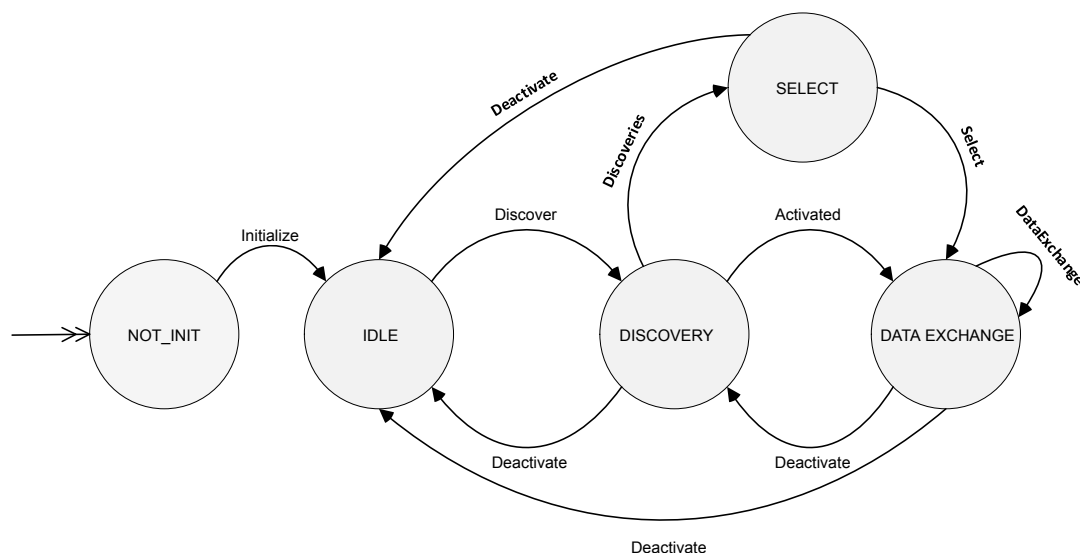 SELECT
Deactivate
Discoveries
Select
Discover
Activated
Initialize
DataExchange
NOT_INIT
IDLE
DISCOVERY
DATA EXCHANGE
Deactivate
Deactivate
Deactivate